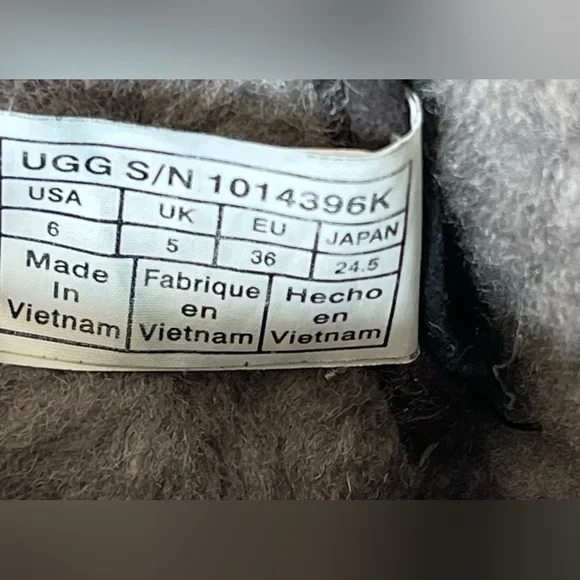 UGG S/N 1014396K
USA UK EU JAPAN
6 5 36 24.5
Made Fabrique Hecho
In en en
Vietnam Vietnam Vietnam